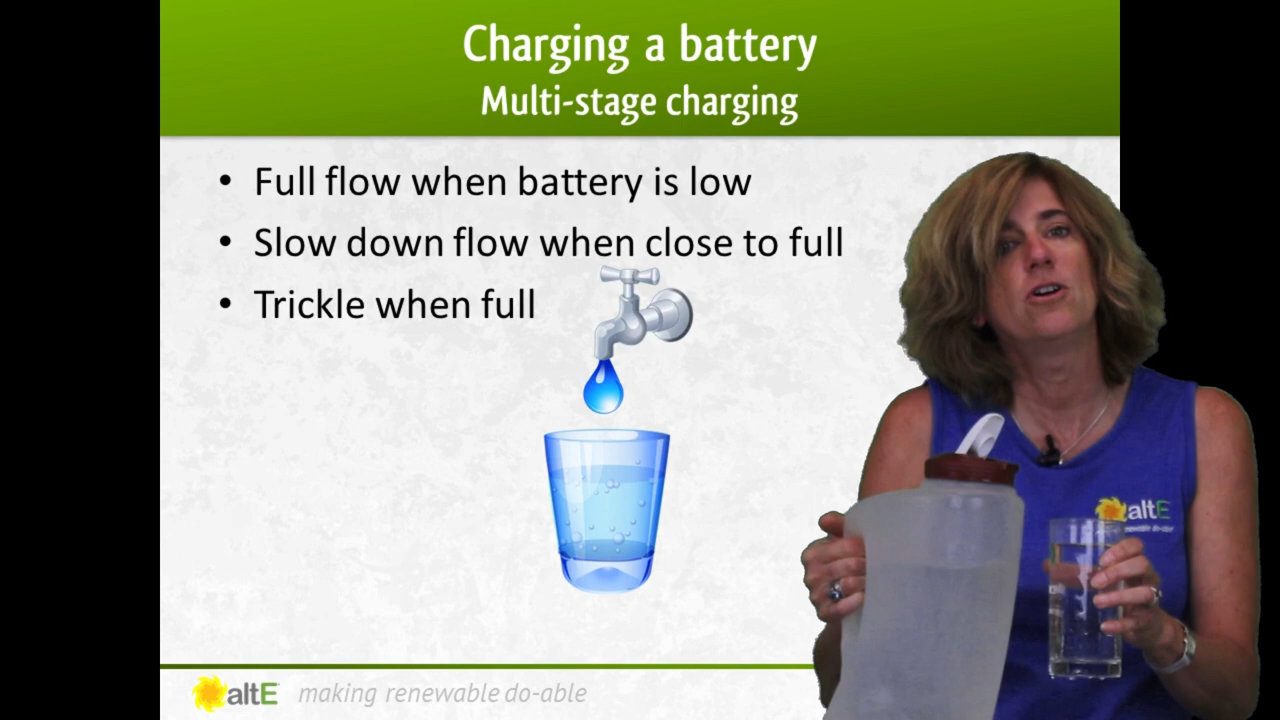 Charging a battery
Multi-stage charging
• Full flow when battery is low
• Slow down flow when close to full
• Trickle when full
altE
altE making renewable do-able